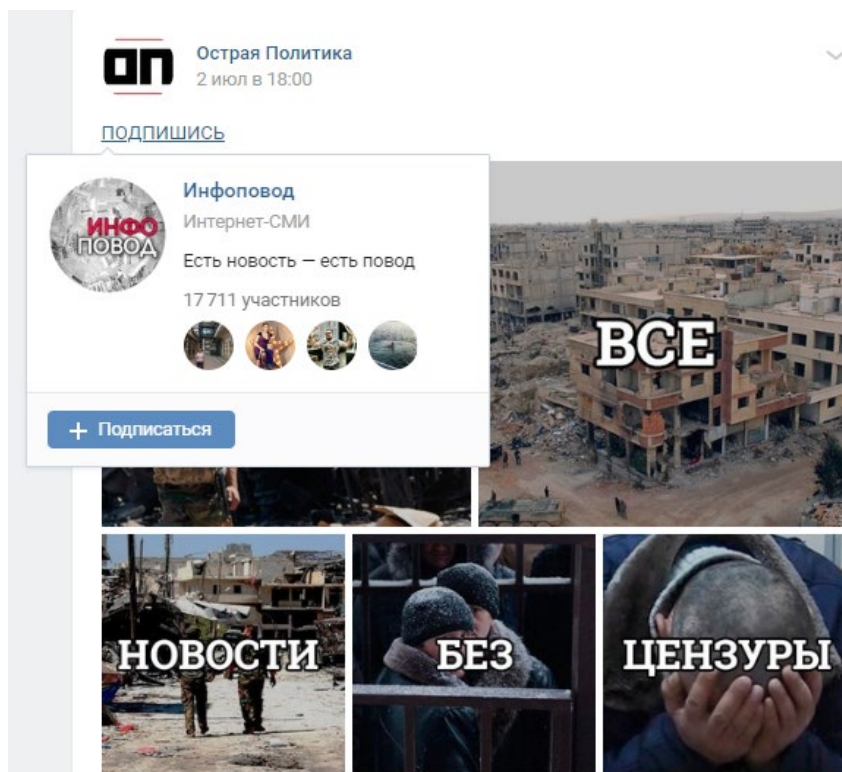 ОП
Острая Политика
2 июл в 18:00
ПОДПИШИСЬ
ИНФО
ПОВОД
Инфоповод
Интернет-СМИ
Есть новость — есть повод
17 711 участников
+ Подписаться
ВСЕ
НОВОСТИ
БЕЗ
ЦЕНЗУРЫ